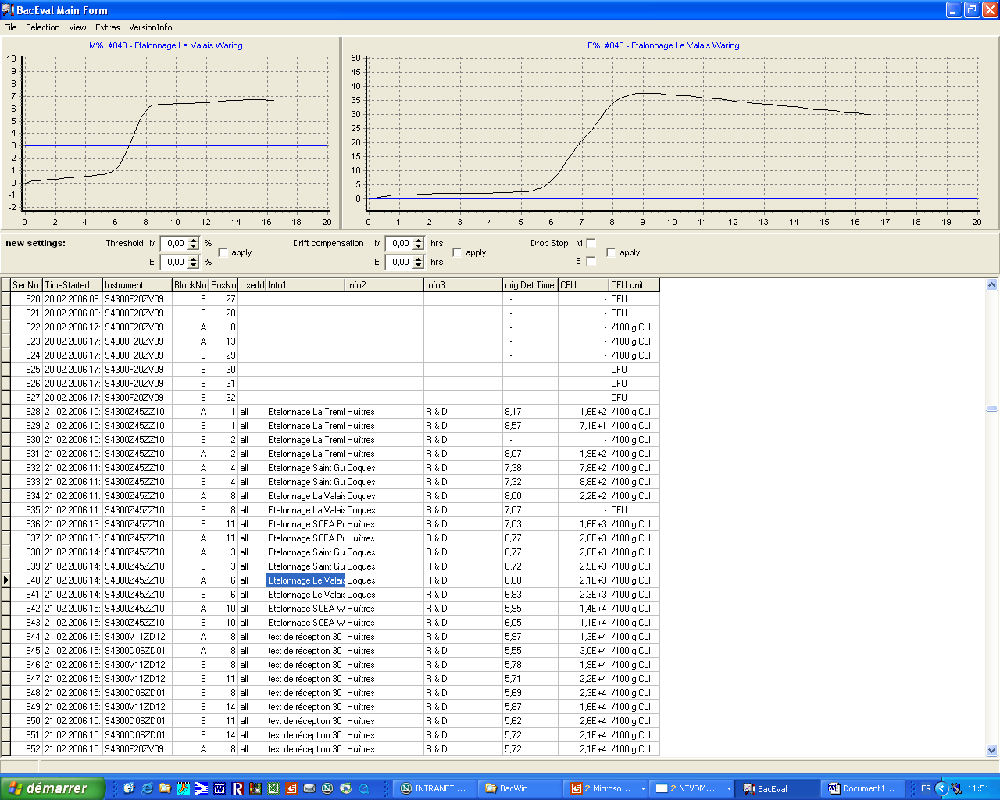 BacEval Main Form
File Selection View Extras VersionInfo
M% #840 - Etalonnage Le Valais Waring
10
9
8
7
6
5
4
3
2
1
0
-1
-2
0 2 4 6 8 10 12 14 16 18 20
E% #840 - Etalonnage Le Valais Waring
50
45
40
35
30
25
20
15
10
5
0
0 1 2 3 4 5 6 7 8 9 10 11 12 13 14 15 16 17 18 19 20
new settings: Threshold M 0,00 % apply Drift compensation M 0,00 hrs. apply Drop Stop M apply
E 0,00 % E 0,00 hrs. E
SeqNo TimeStarted Instrument BlockNo PosNo UserId Info1 Info2 Info3 orig.Det.Time. CFU CFU unit
820 20.02.2006 09: S4300F20ZV09 B 27 - - CFU
821 20.02.2006 09: S4300F20ZV09 B 28 - - CFU
822 20.02.2006 17: S4300F20ZV09 A 8 - - /100 g CLI
823 20.02.2006 17: S4300F20ZV09 A 13 - - /100 g CLI
824 20.02.2006 17: S4300F20ZV09 B 29 - - /100 g CLI
825 20.02.2006 17: S4300F20ZV09 B 30 - - CFU
826 20.02.2006 17: S4300F20ZV09 B 31 - - CFU
827 20.02.2006 17: S4300F20ZV09 B 32 - - CFU
828 21.02.2006 10: S4300Z45ZZ10 A 1 all Etalonnage La Trem Huîtres R & D 8,17 1,6E+2 /100 g CLI
829 21.02.2006 10: S4300Z45ZZ10 B 1 all Etalonnage La Trem Huîtres R & D 8,57 7,1E+1 /100 g CLI
830 21.02.2006 10: S4300Z45ZZ10 B 2 all Etalonnage La Trem Huîtres R & D - - /100 g CLI
831 21.02.2006 10: S4300Z45ZZ10 A 2 all Etalonnage La Trem Huîtres R & D 8,07 1,9E+2 /100 g CLI
832 21.02.2006 11: S4300Z45ZZ10 A 4 all Etalonnage Saint Gu Coques R & D 7,38 7,8E+2 /100 g CLI
833 21.02.2006 11: S4300Z45ZZ10 B 4 all Etalonnage Saint Gu Coques R & D 7,32 8,8E+2 /100 g CLI
834 21.02.2006 11: S4300Z45ZZ10 A 8 all Etalonnage La Valais Coques R & D 8,00 2,2E+2 /100 g CLI
835 21.02.2006 11: S4300Z45ZZ10 B 8 all Etalonnage La Valais Coques R & D 7,07 - CFU
836 21.02.2006 13: S4300Z45ZZ10 B 11 all Etalonnage SCEA Pu Huîtres R & D 7,03 1,6E+3 /100 g CLI
837 21.02.2006 13: S4300Z45ZZ10 A 11 all Etalonnage SCEA Pu Huîtres R & D 6,77 2,6E+3 /100 g CLI
838 21.02.2006 14: S4300Z45ZZ10 A 3 all Etalonnage Saint Gu Coques R & D 6,77 2,6E+3 /100 g CLI
839 21.02.2006 14: S4300Z45ZZ10 B 3 all Etalonnage Saint Gu Coques R & D 6,72 2,9E+3 /100 g CLI
840 21.02.2006 14: S4300Z45ZZ10 A 6 all Etalonnage Le Valais Coques R & D 6,88 2,1E+3 /100 g CLI
841 21.02.2006 14: S4300Z45ZZ10 B 6 all Etalonnage Le Valais Coques R & D 6,83 2,3E+3 /100 g CLI
842 21.02.2006 15: S4300Z45ZZ10 A 10 all Etalonnage SCEA W Huîtres R & D 5,95 1,4E+4 /100 g CLI
843 21.02.2006 15: S4300Z45ZZ10 B 10 all Etalonnage SCEA W Huîtres R & D 6,05 1,1E+4 /100 g CLI
844 21.02.2006 15: S4300V11ZD12 A 8 all test de réception 30 Huîtres R & D 5,97 1,3E+4 /100 g CLI
845 21.02.2006 15: S4300D06ZD01 A 8 all test de réception 30 Huîtres R & D 5,55 3,0E+4 /100 g CLI
846 21.02.2006 15: S4300V11ZD12 B 8 all test de réception 30 Huîtres R & D 5,78 1,9E+4 /100 g CLI
847 21.02.2006 15: S4300V11ZD12 B 11 all test de réception 30 Huîtres R & D 5,71 2,2E+4 /100 g CLI
848 21.02.2006 15: S4300D06ZD01 B 8 all test de réception 30 Huîtres R & D 5,69 2,3E+4 /100 g CLI
849 21.02.2006 15: S4300V11ZD12 B 14 all test de réception 30 Huîtres R & D 5,87 1,6E+4 /100 g CLI
850 21.02.2006 15: S4300D06ZD01 B 11 all test de réception 30 Huîtres R & D 5,62 2,6E+4 /100 g CLI
851 21.02.2006 15: S4300D06ZD01 B 14 all test de réception 30 Huîtres R & D 5,72 2,1E+4 /100 g CLI
852 21.02.2006 15: S4300F20ZV09 A 8 all test de réception 30 Huîtres R & D 5,72 2,1E+4 /100 g CLI
démarrer INTRANET ... BacWin 2 Microso... 2 NTVDM... BacEval Document1... FR 11:51